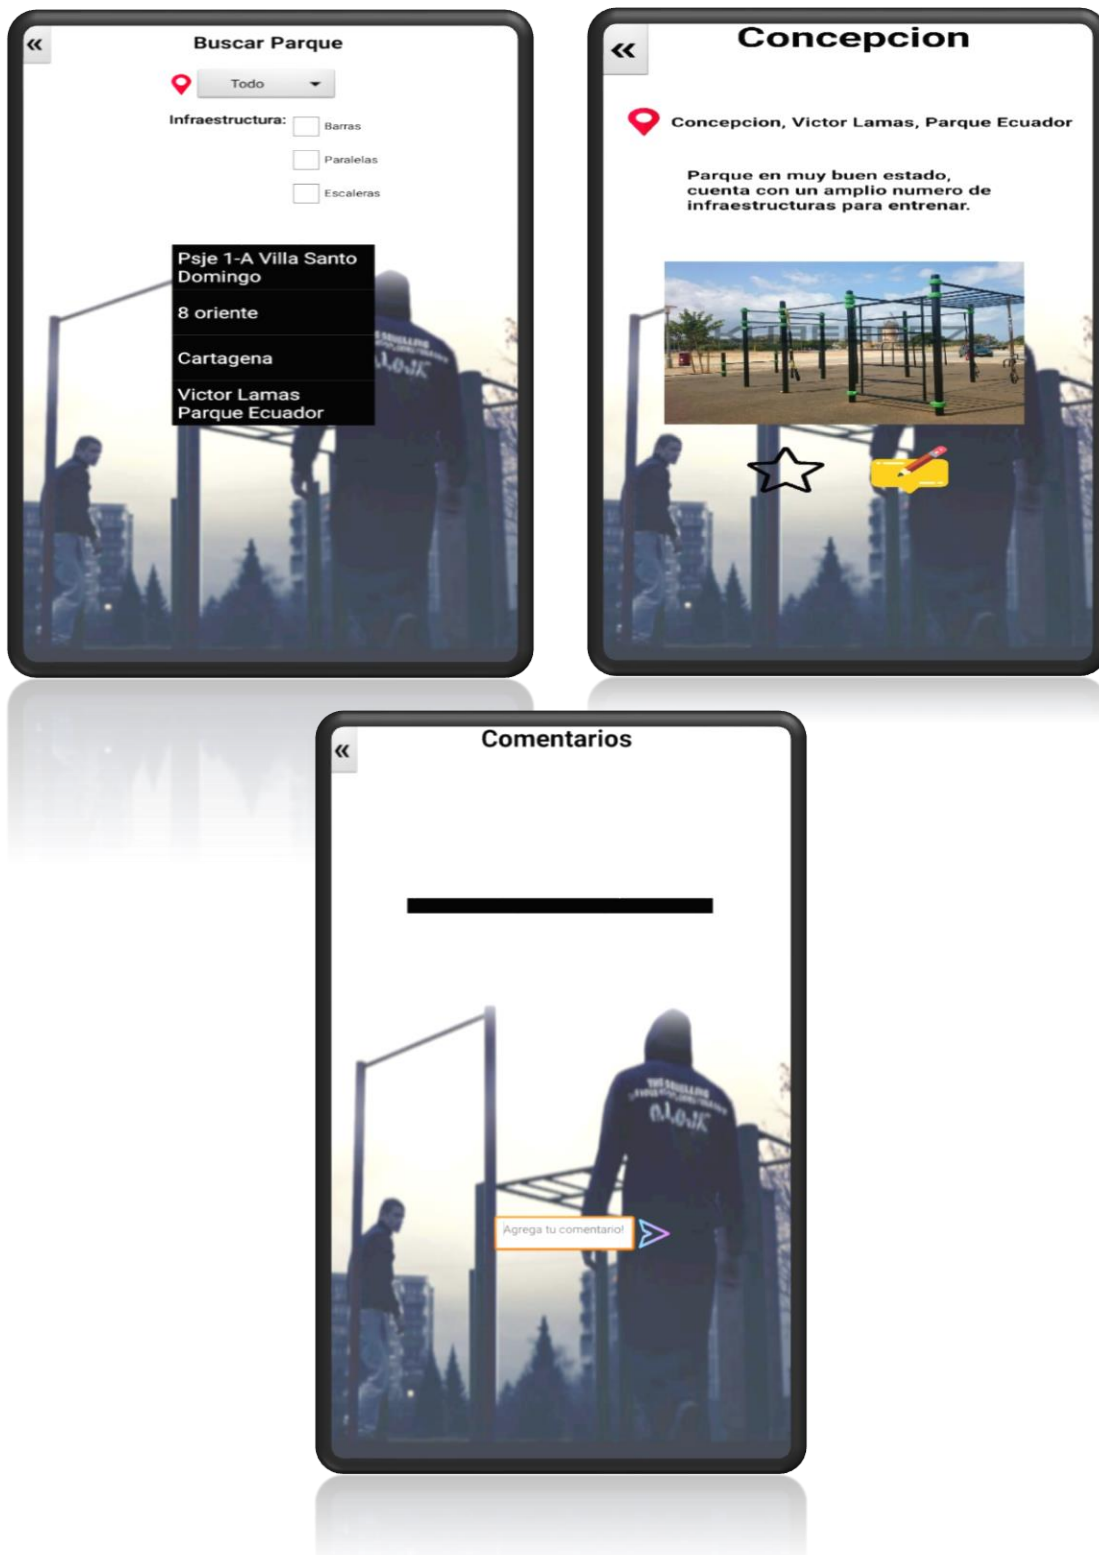 «
Buscar Parque
Todo
Infraestructura:
Barras
Paralelas
Escaleras
Psje 1-A Villa Santo
Domingo
8 oriente
Cartagena
Victor Lamas
Parque Ecuador
«
Concepcion
Concepcion, Victor Lamas, Parque Ecuador
Parque en muy buen estado,
cuenta con un amplio numero de
infraestructuras para entrenar.
«
Comentarios
Agrega tu comentario!